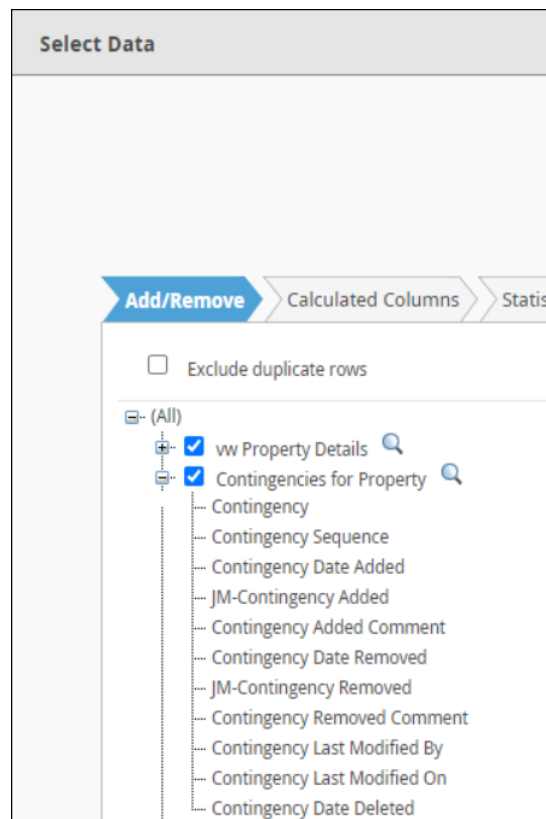 Select Data
Add/Remove
Calculated Columns
Statis
Exclude duplicate rows
(All)
vw Property Details
Contingencies for Property
Contingency
Contingency Sequence
Contingency Date Added
JM-Contingency Added
Contingency Added Comment
Contingency Date Removed
JM-Contingency Removed
Contingency Removed Comment
Contingency Last Modified By
Contingency Last Modified On
Contingency Date Deleted